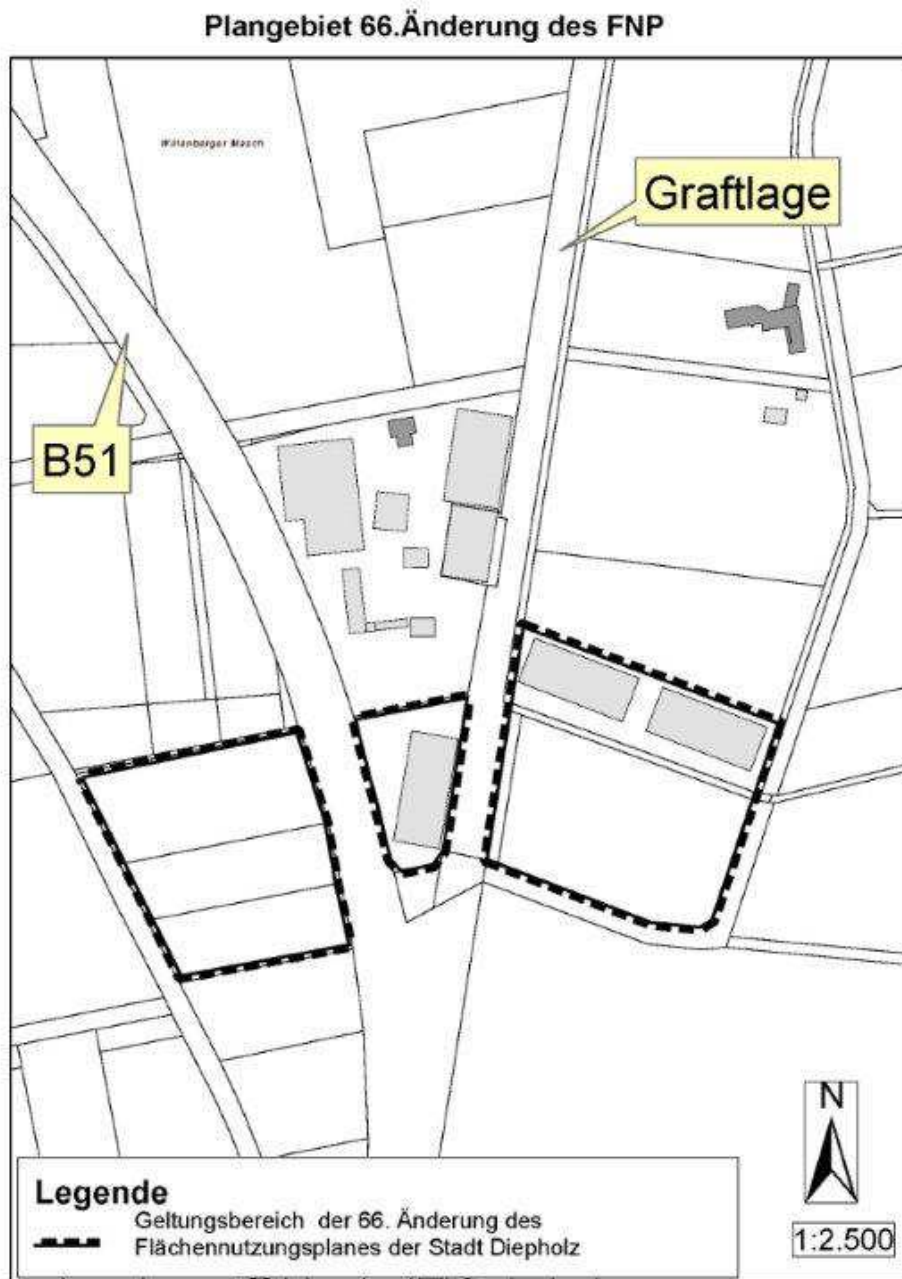 Plangebiet 66.Änderung des FNP
Graftlage
B51
N
Legende
Geltungsbereich der 66. Änderung des
Flächennutzungsplanes der Stadt Diepholz
1:2.500